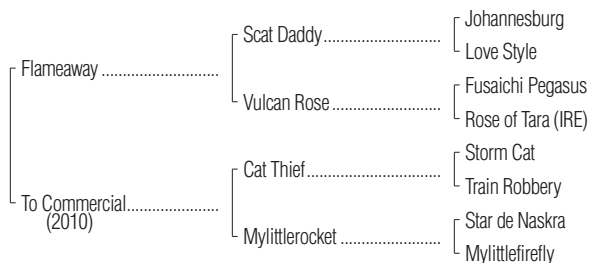 Johannesburg
Scat Daddy
Love Style
Flameaway
Fusaichi Pegasus
Vulcan Rose
Rose of Tara (IRE)
Storm Cat
Cat Thief
Train Robbery
To Commercial
(2010)
Star de Naskra
Mylittlerocket
Mylittlefirefly